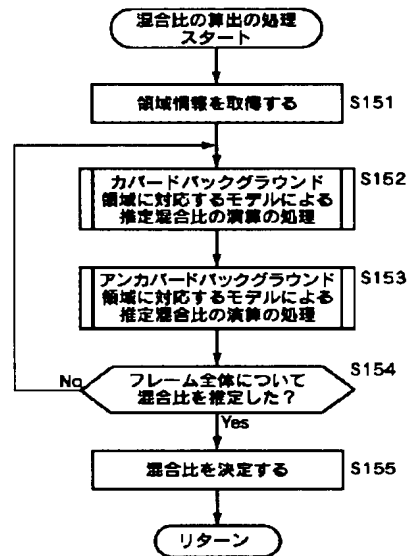 混合比の算出の処理
スタート
領域情報を取得する
S151
カバードバックグラウンド
領域に対応するモデルによる
推定混合比の演算の処理
S152
アンカバードバックグラウンド
領域に対応するモデルによる
推定混合比の演算の処理
S153
フレーム全体について
混合比を推定した？
S154
No
Yes
混合比を決定する
S155
リターン